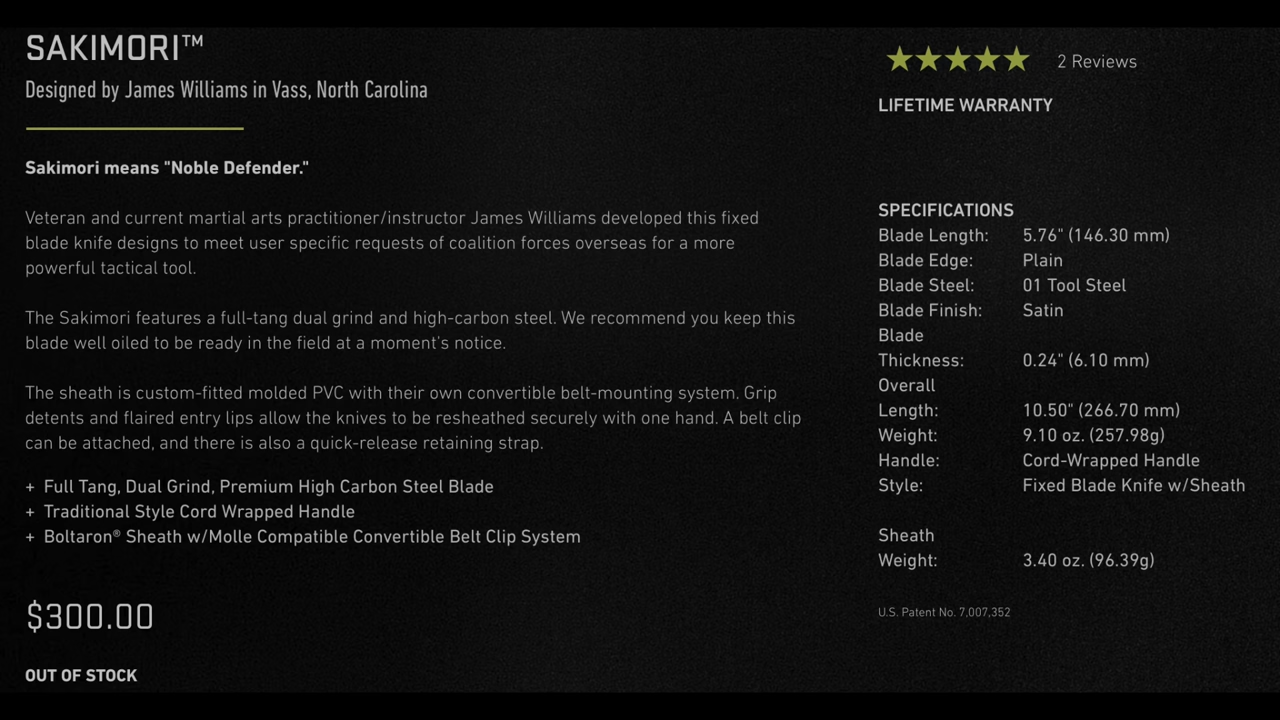 SAKIMORI™
Designed by James Williams in Vass, North Carolina
Sakimori means "Noble Defender."
Veteran and current martial arts practitioner/instructor James Williams developed this fixed
blade knife designs to meet user specific requests of coalition forces overseas for a more
powerful tactical tool.
The Sakimori features a full-tang dual grind and high-carbon steel. We recommend you keep this
blade well oiled to be ready in the field at a moment's notice.
The sheath is custom-fitted molded PVC with their own convertible belt-mounting system. Grip
detents and flaired entry lips allow the knives to be resheathed securely with one hand. A belt clip
can be attached, and there is also a quick-release retaining strap.
+ Full Tang, Dual Grind, Premium High Carbon Steel Blade
+ Traditional Style Cord Wrapped Handle
+ Boltaron® Sheath w/Molle Compatible Convertible Belt Clip System
$300.00
OUT OF STOCK
2 Reviews
LIFETIME WARRANTY
SPECIFICATIONS
Blade Length: 5.76" (146.30 mm)
Blade Edge: Plain
Blade Steel: 01 Tool Steel
Blade Finish: Satin
Blade
Thickness: 0.24" (6.10 mm)
Overall
Length: 10.50" (266.70 mm)
Weight: 9.10 oz. (257.98g)
Handle: Cord-Wrapped Handle
Style: Fixed Blade Knife w/Sheath
Sheath
Weight: 3.40 oz. (96.39g)
U.S. Patent No. 7,007,352